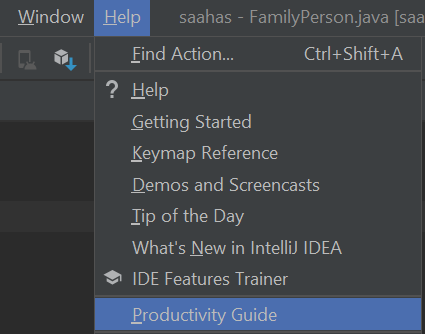 Window Help saahas - FamilyPerson.java [saa
Find Action... Ctrl+Shift+A
? Help
Getting Started
Keymap Reference
Demos and Screencasts
Tip of the Day
What's New in IntelliJ IDEA
IDE Features Trainer
Productivity Guide